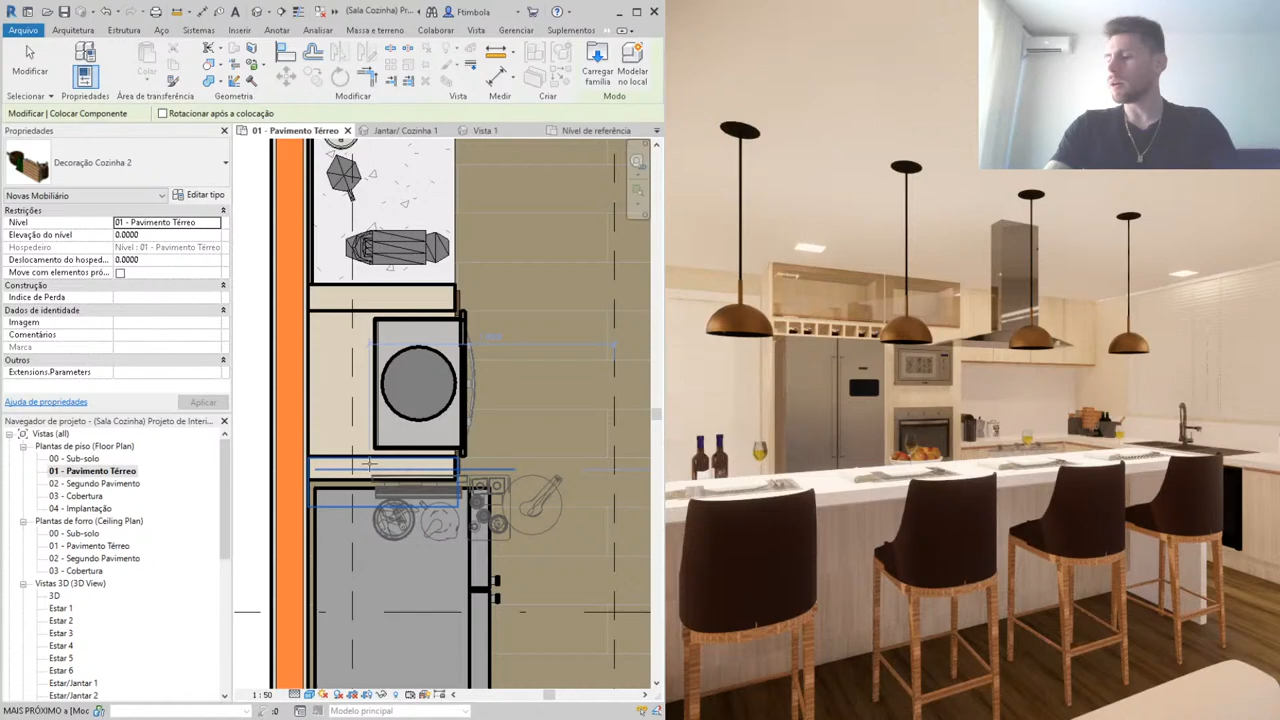 (Sala Cozinha) Pr...
Ftimbola
Arquivo Arquitetura Estrutura Aço Sistemas Inserir Anotar Analisar Massa e terreno Colaborar Vista Gerenciar Suplementos
Modificar
Colar
Carregar família
Modelar no local
Selecionar Propriedades Área de transferência Geometria Modificar Vista Medir Criar Modo
Modificar | Colocar Componente
Rotacionar após a colocação
Propriedades
01 - Pavimento Térreo
Jantar/ Cozinha 1
Vista 1
Nível de referência
Decoração Cozinha 2
Novas Mobiliário
Editar tipo
Restrições
Nível 01 - Pavimento Térreo
Elevação do nível 0.0000
Hospedeiro Nível : 01 - Pavimento Térreo
Deslocamento do hosped... 0.0000
Move com elementos pró...
Construção
Indice de Perda
Dados de identidade
Imagem
Comentários
Marca
Outros
Extensions.Parameters
Ajuda de propriedades
Aplicar
Navegador de projeto - (Sala Cozinha) Projeto de Interi...
Vistas (all)
Plantas de piso (Floor Plan)
00 - Sub-solo
01 - Pavimento Térreo
02 - Segundo Pavimento
03 - Cobertura
04 - Implantação
Plantas de forro (Ceiling Plan)
00 - Sub-solo
01 - Pavimento Térreo
02 - Segundo Pavimento
03 - Cobertura
Vistas 3D (3D View)
3D
Estar 1
Estar 2
Estar 3
Estar 4
Estar 5
Estar 6
Estar/Jantar 1
Estar/Jantar 2
1 : 50
MAIS PRÓXIMO a [Moc
:0
Modelo principal